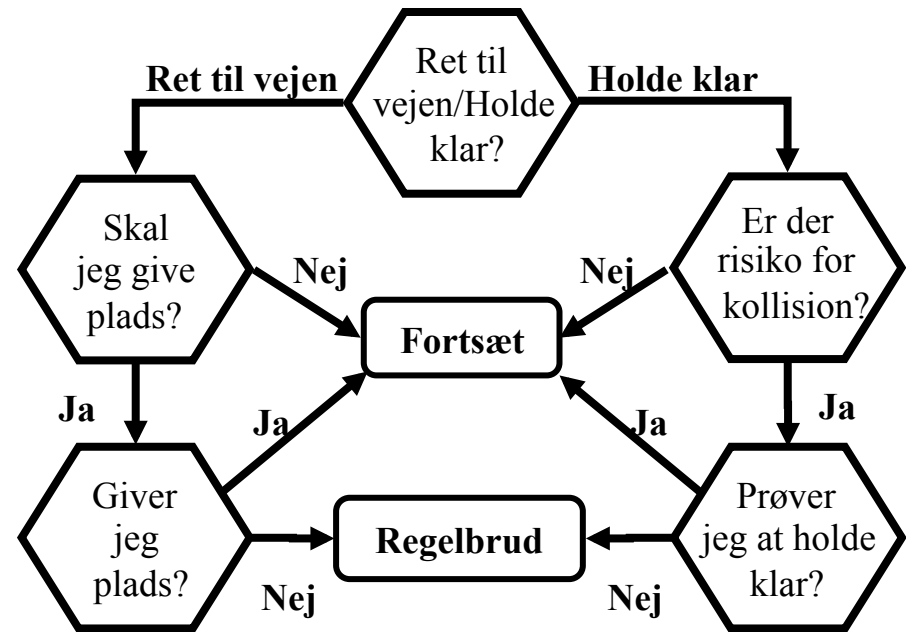 Ret til
vejen/Holde
klar?
Ret til vejen
Holde klar
Skal
jeg give
plads?
Nej
Nej
Er der
risiko for
kollision?
Fortsæt
Ja
Ja
Ja
Ja
Giver
jeg
plads?
Nej
Regelbrud
Nej
Prøver
jeg at holde
klar?